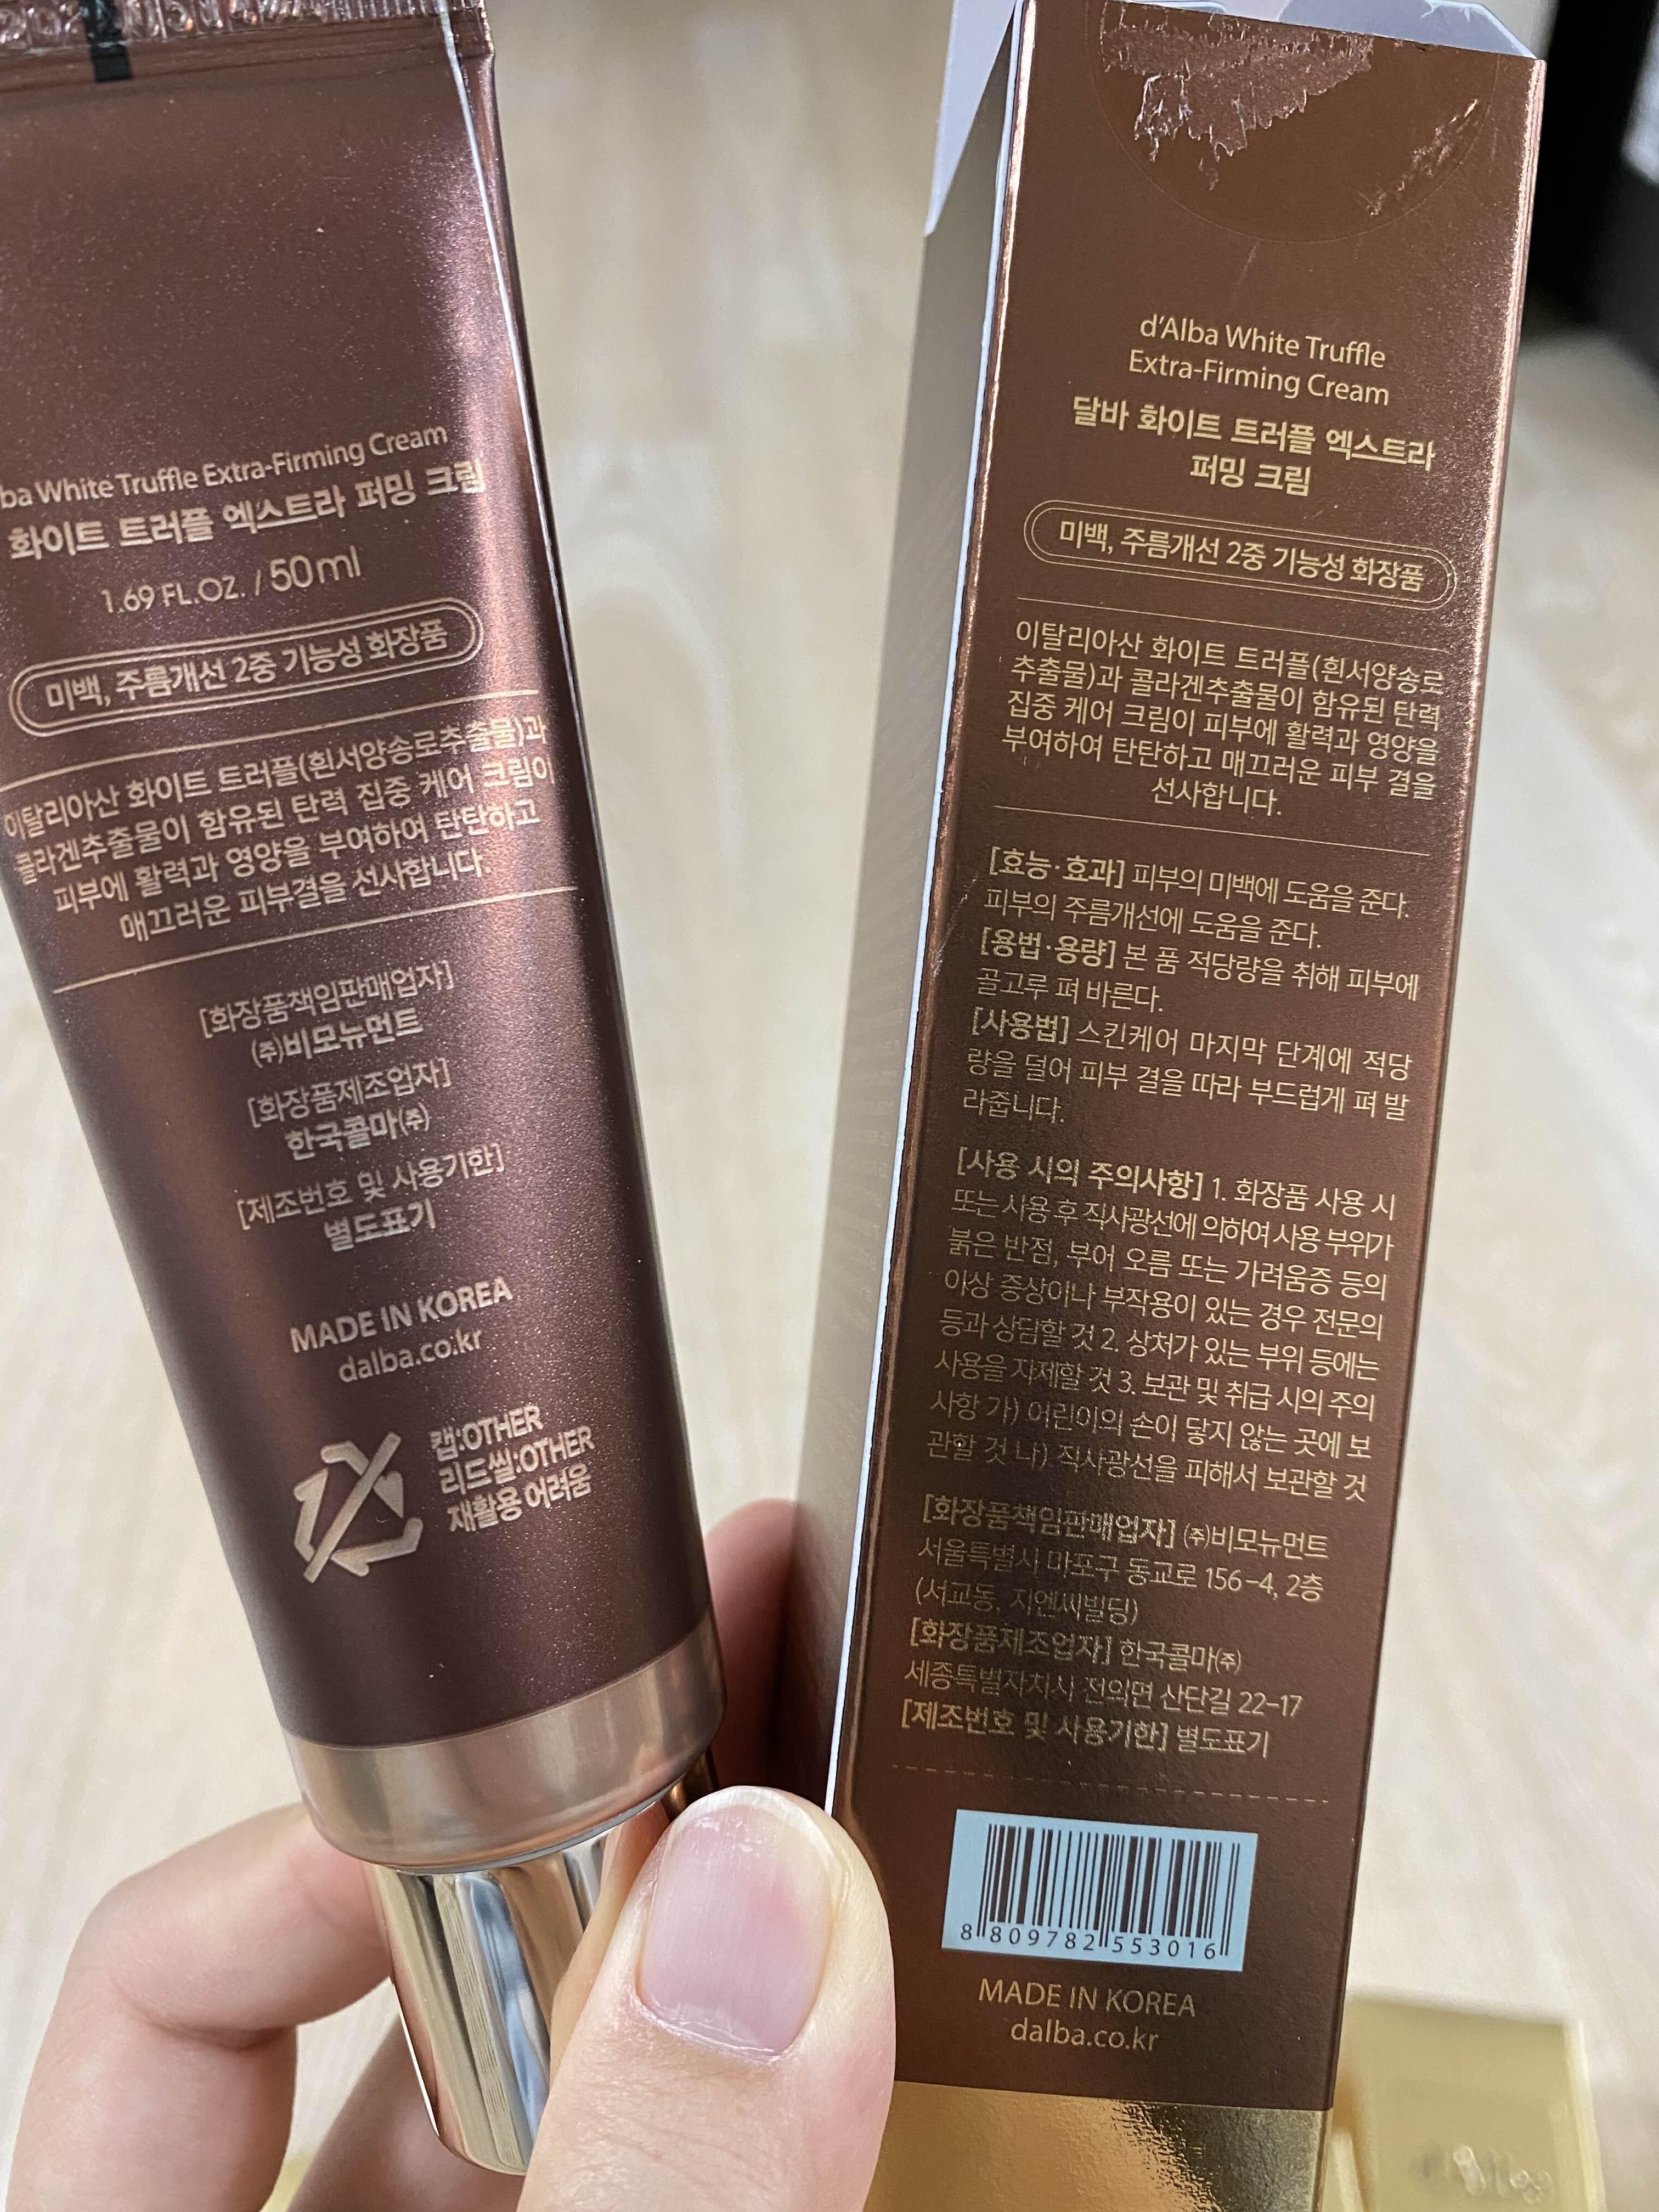 White Truffle Extra-Firming Cream
화이트 트러플 엑스트라 퍼밍 크림
1.69 FL.OZ. / 50ml
미백, 주름개선 2중 기능성 화장품
이탈리아산 화이트 트러플(흰서양송로추출물)과
콜라겐추출물이 함유된 탄력 집중 케어 크림이
피부에 활력과 영양을 부여하여 탄탄하고
매끄러운 피부결을 선사합니다.
[화장품책임판매업자]
㈜비모뉴먼트
[화장품제조업자]
한국콜마㈜
[제조번호 및 사용기한]
별도표기
MADE IN KOREA
dalba.co.kr
캡:OTHER
리드씰:OTHER
재활용 어려움
d'Alba White Truffle
Extra-Firming Cream
달바 화이트 트러플 엑스트라
퍼밍 크림
미백, 주름개선 2중 기능성 화장품
이탈리아산 화이트 트러플(흰서양송로
추출물)과 콜라겐추출물이 함유된 탄력
집중 케어 크림이 피부에 활력과 영양을
부여하여 탄탄하고 매끄러운 피부 결을
선사합니다.
[효능·효과] 피부의 미백에 도움을 준다.
피부의 주름개선에 도움을 준다.
[용법·용량] 본 품 적당량을 취해 피부에
골고루 펴 바른다.
[사용법] 스킨케어 마지막 단계에 적당
량을 덜어 피부 결을 따라 부드럽게 펴 발
라줍니다.
[사용 시의 주의사항] 1. 화장품 사용 시
또는 사용 후 직사광선에 의하여 사용 부위가
붉은 반점, 부어 오름 또는 가려움증 등의
이상 증상이나 부작용이 있는 경우 전문의
등과 상담할 것 2. 상처가 있는 부위 등에는
사용을 자제할 것 3. 보관 및 취급 시의 주의
사항 가) 어린이의 손이 닿지 않는 곳에 보
관할 것 나) 직사광선을 피해서 보관할 것
[화장품책임판매업자] ㈜비모뉴먼트
서울특별시 마포구 동교로 156-4, 2층
(서교동, 지엔씨빌딩)
[화장품제조업자] 한국콜마㈜
세종특별자치시 전의면 산단길 22-17
[제조번호 및 사용기한] 별도표기
8 809782 553016
MADE IN KOREA
dalba.co.kr